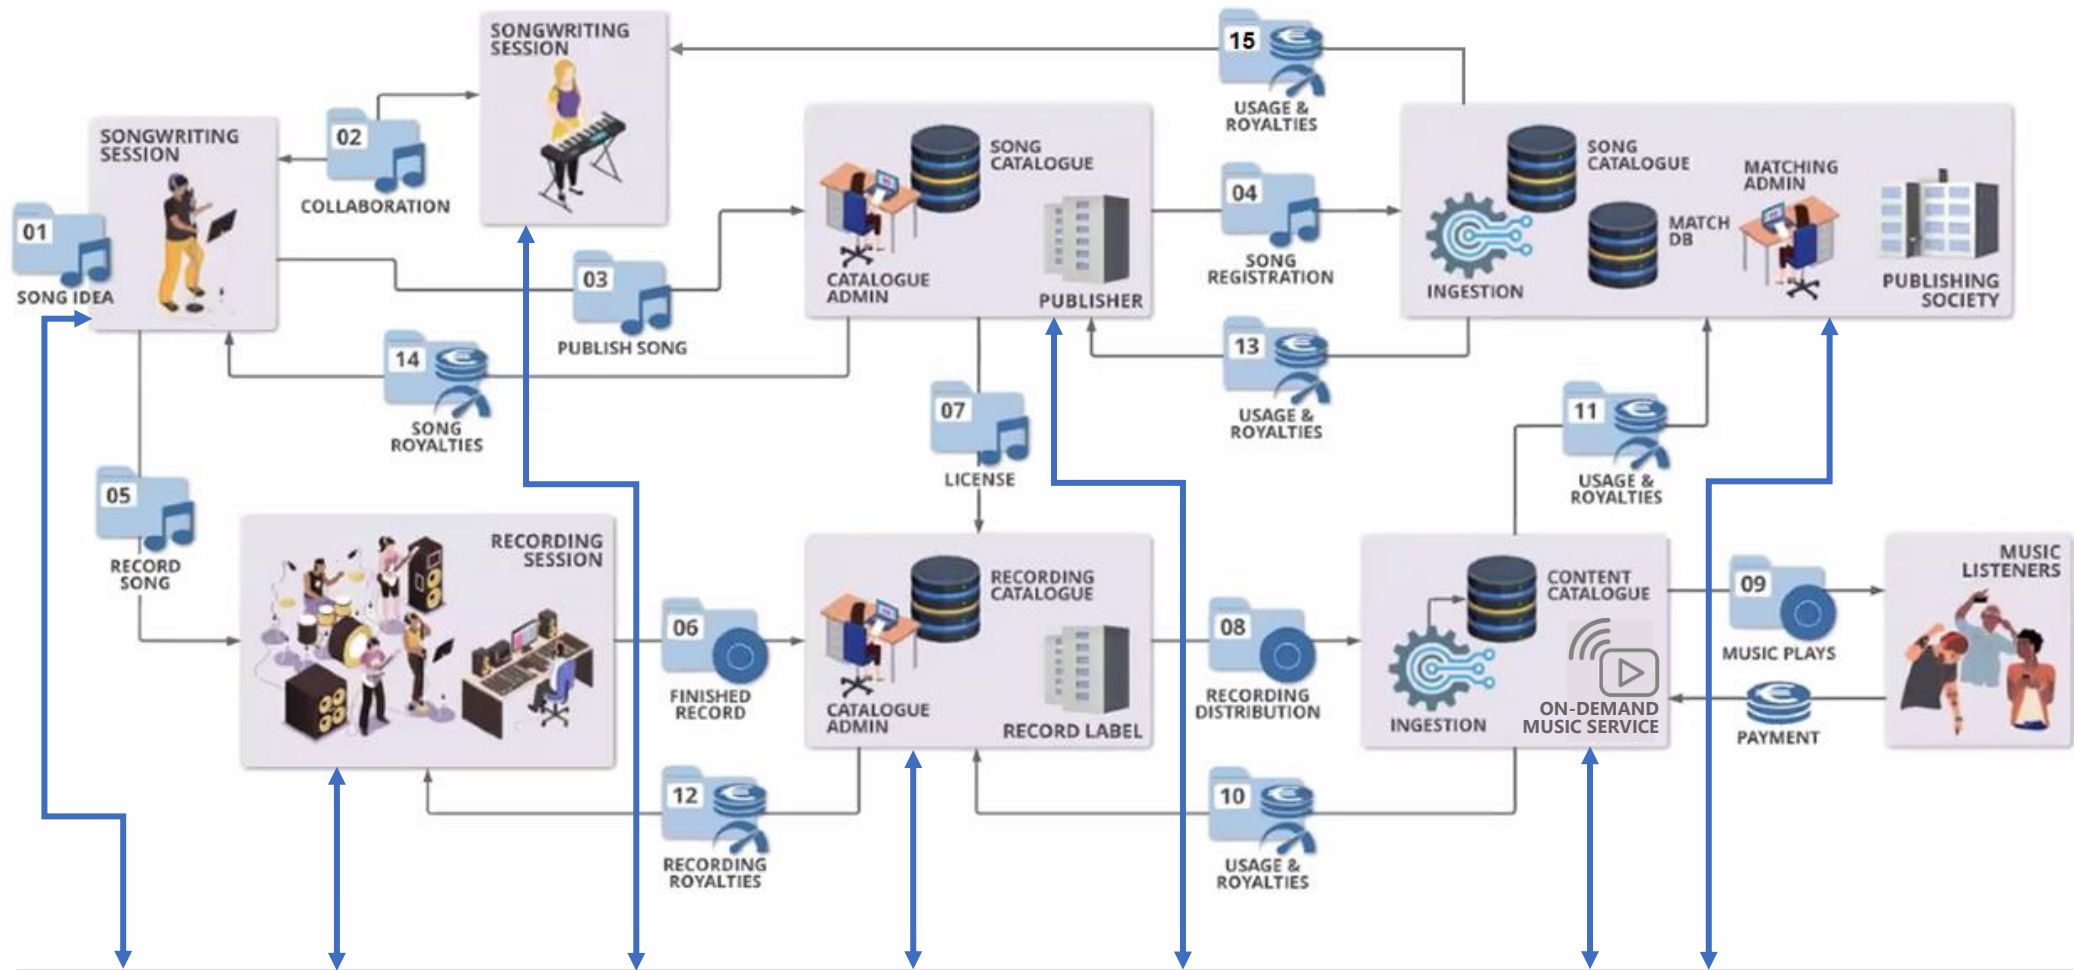 SONGWRITING
SESSION
15
USAGE &
ROYALTIES
SONGWRITING
SESSION
02
COLLABORATION
01
SONG IDEA
03
PUBLISH SONG
SONG
CATALOGUE
CATALOGUE
ADMIN
PUBLISHER
04
SONG
REGISTRATION
SONG
CATALOGUE
MATCHING
ADMIN
MATCH
DB
INGESTION
PUBLISHING
SOCIETY
14
SONG
ROYALTIES
13
USAGE &
ROYALTIES
07
LICENSE
11
USAGE &
ROYALTIES
05
RECORD
SONG
RECORDING
SESSION
06
FINISHED
RECORD
RECORDING
CATALOGUE
CATALOGUE
ADMIN
RECORD LABEL
08
RECORDING
DISTRIBUTION
CONTENT
CATALOGUE
INGESTION
ON-DEMAND
MUSIC SERVICE
09
MUSIC PLAYS
PAYMENT
MUSIC
LISTENERS
12
RECORDING
ROYALTIES
10
USAGE &
ROYALTIES